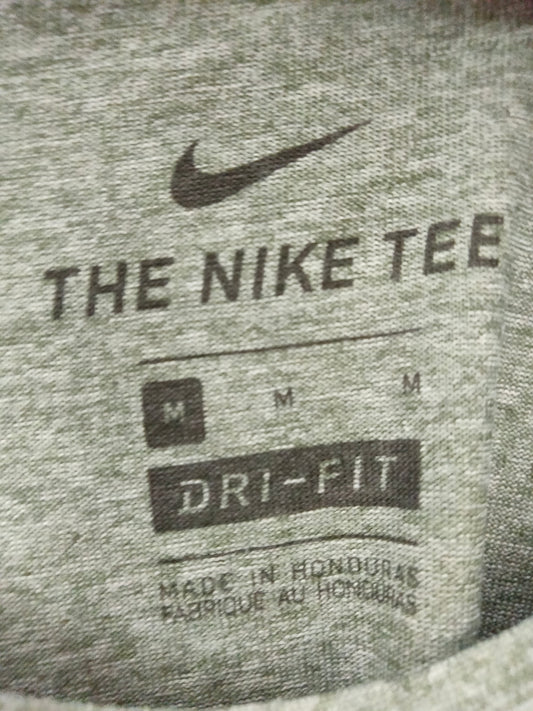 THE NIKE TEE
M M M
DRI-FIT
MADE IN HONDURAS
FABRIQUE AU HONDURAS